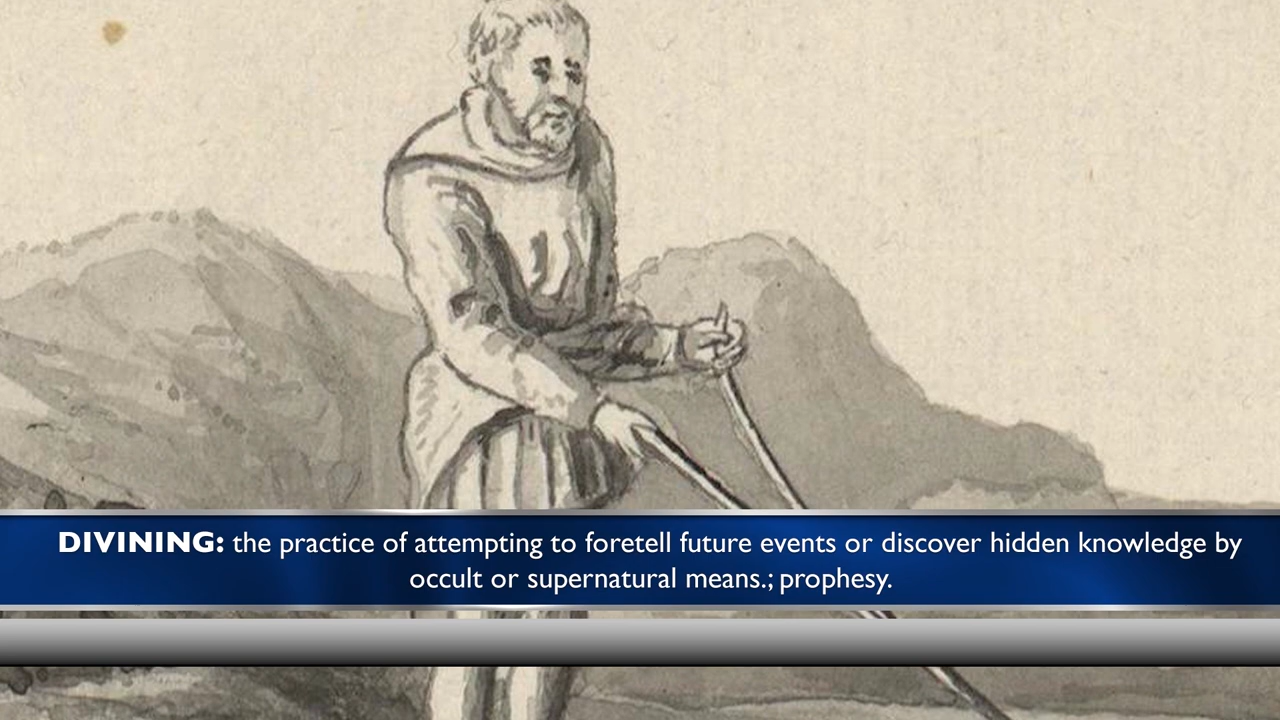 DIVINING: the practice of attempting to foretell future events or discover hidden knowledge by
occult or supernatural means.; prophesy.